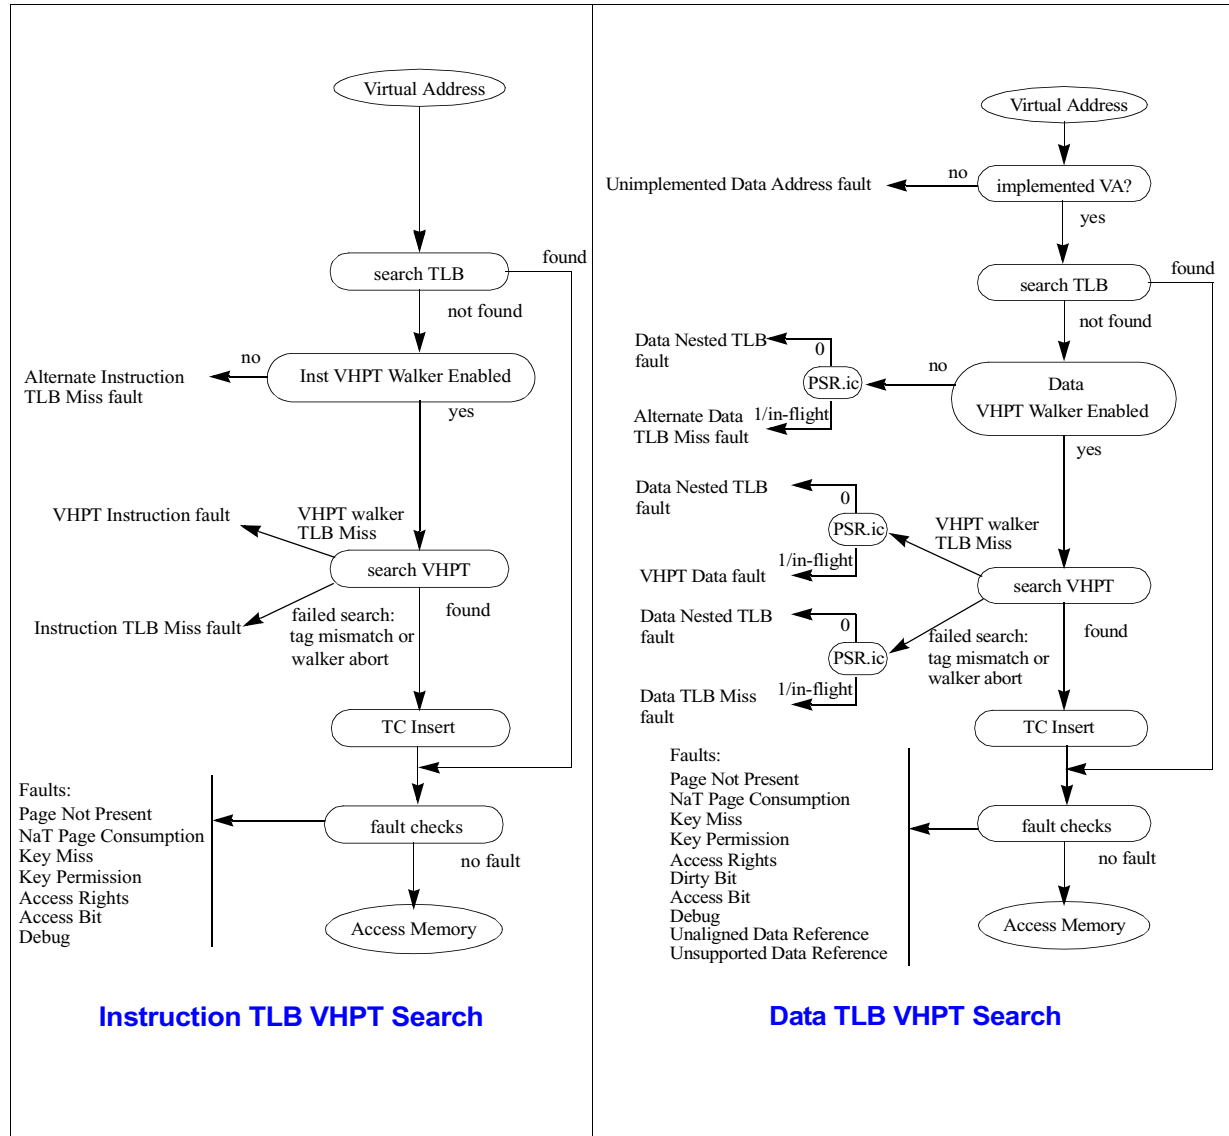 Virtual Address
search TLB
found
not found
no
Inst VHPT Walker Enabled
Alternate Instruction
TLB Miss fault
yes
VHPT Instruction fault
VHPT walker
TLB Miss
search VHPT
found
Instruction TLB Miss fault
failed search:
tag mismatch or
walker abort
TC Insert
Faults:
Page Not Present
NaT Page Consumption
Key Miss
Key Permission
Access Rights
Access Bit
Debug
fault checks
no fault
Access Memory
Instruction TLB VHPT Search
Virtual Address
Unimplemented Data Address fault
no
implemented VA?
yes
search TLB
found
not found
Data Nested TLB
fault
0
PSR.ic
no
Data
VHPT Walker Enabled
1/in-flight
Alternate Data
TLB Miss fault
yes
Data Nested TLB
fault
0
PSR.ic
VHPT walker
TLB Miss
1/in-flight
VHPT Data fault
search VHPT
Data Nested TLB
fault
0
PSR.ic
failed search:
tag mismatch or
walker abort
found
1/in-flight
Data TLB Miss
fault
TC Insert
Faults:
Page Not Present
NaT Page Consumption
Key Miss
Key Permission
Access Rights
Dirty Bit
Access Bit
Debug
Unaligned Data Reference
Unsupported Data Reference
fault checks
no fault
Access Memory
Data TLB VHPT Search